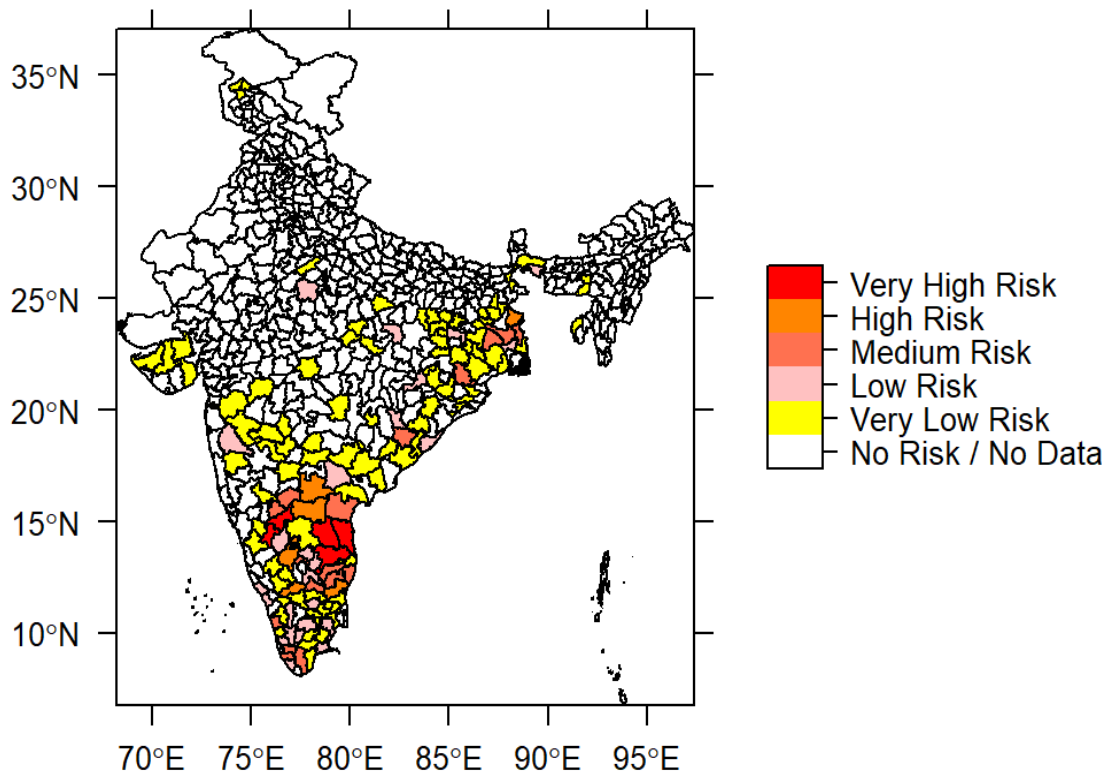 35°N
30°N
25°N
20°N
15°N
10°N
70°E 75°E 80°E 85°E 90°E 95°E
Very High Risk
High Risk
Medium Risk
Low Risk
Very Low Risk
No Risk / No Data